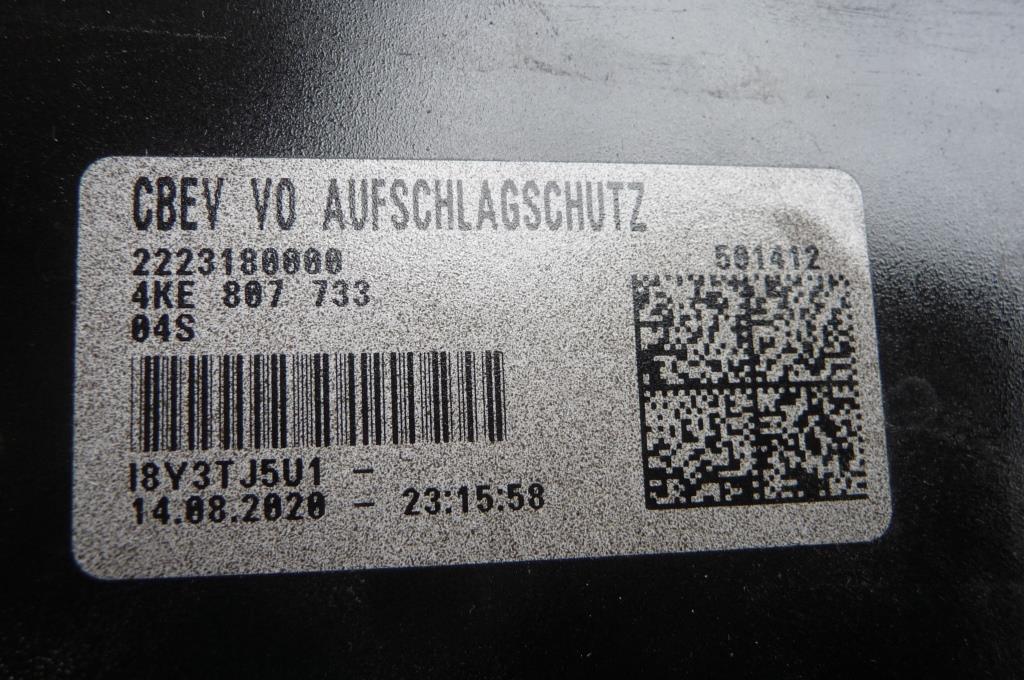 CBEV VO AUFSCHLAGSCHUTZ
2223180000
4KE 807 733
04S
501412
I8Y3TJ5U1 -
14.08.2020 - 23:15:58